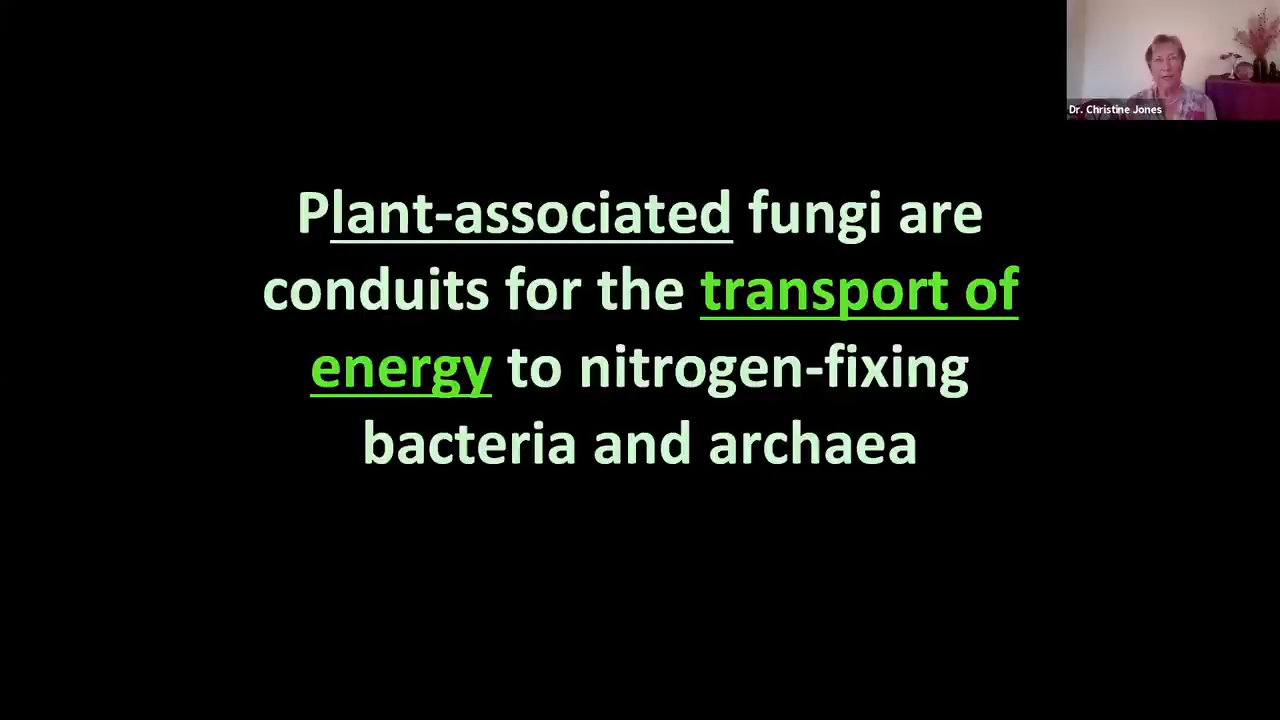 Dr. Christine Jones
Plant-associated fungi are
conduits for the transport of
energy to nitrogen-fixing
bacteria and archaea